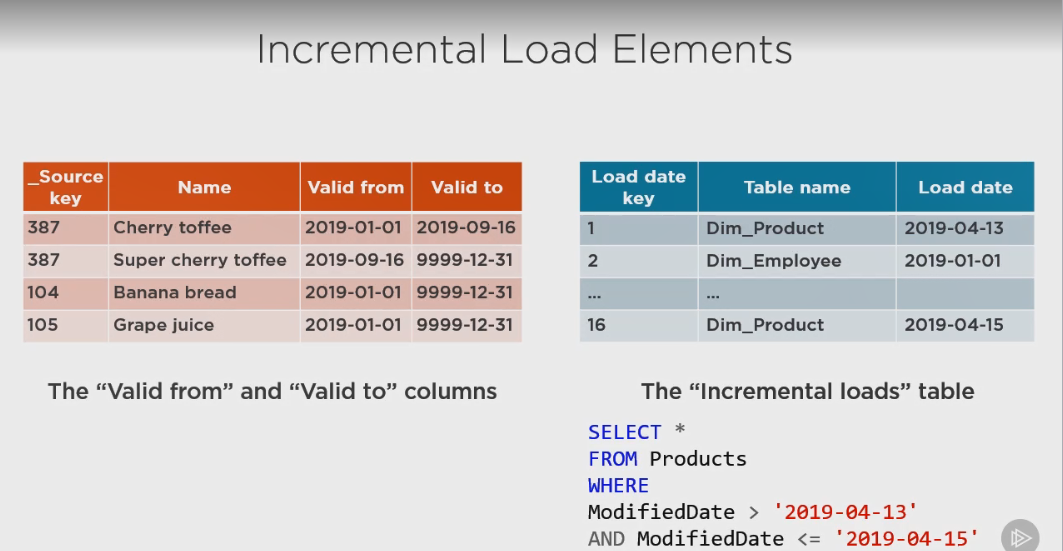 Incremental Load Elements
_Source key Name Valid from Valid to
387 Cherry toffee 2019-01-01 2019-09-16
387 Super cherry toffee 2019-09-16 9999-12-31
104 Banana bread 2019-01-01 9999-12-31
105 Grape juice 2019-01-01 9999-12-31
The “Valid from” and “Valid to” columns
Load date key Table name Load date
1 Dim_Product 2019-04-13
2 Dim_Employee 2019-01-01
... ...
16 Dim_Product 2019-04-15
The “Incremental loads” table
SELECT *
FROM Products
WHERE
ModifiedDate > '2019-04-13'
AND ModifiedDate <= '2019-04-15'